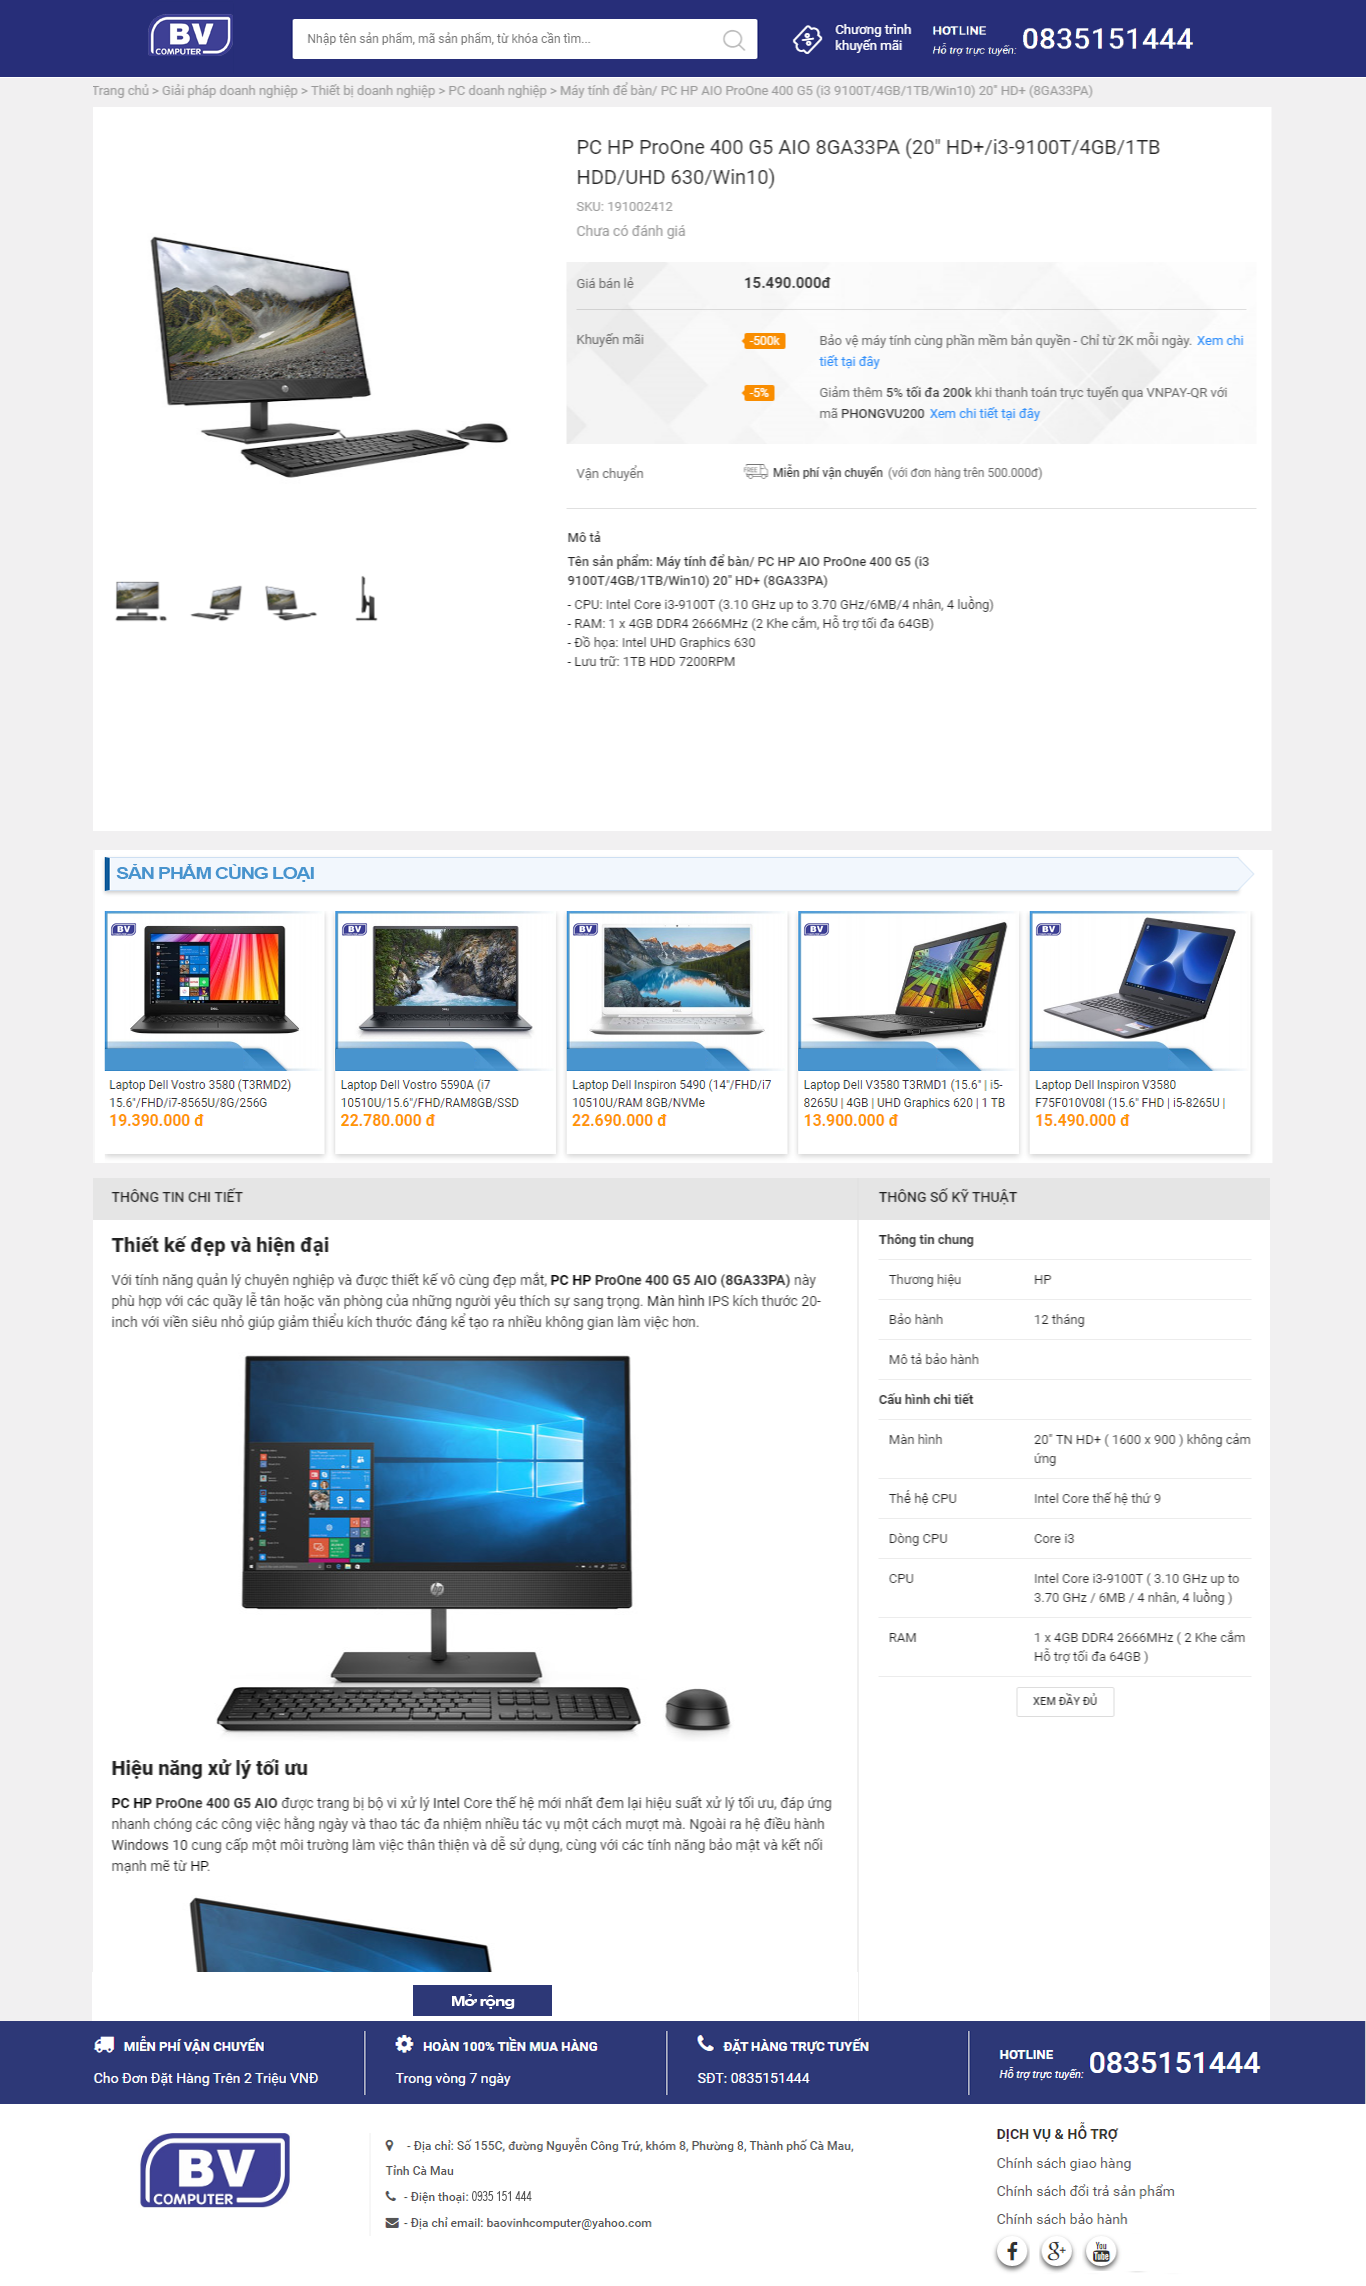 BV
COMPUTER
Nhập tên sản phẩm, mã sản phẩm, từ khóa cần tìm...
Chương trình
khuyến mãi
HOTLINE
Hỗ trợ trực tuyến:
0835151444
Trang chủ > Giải pháp doanh nghiệp > Thiết bị doanh nghiệp > PC doanh nghiệp > Máy tính để bàn/ PC HP AIO ProOne 400 G5 (i3 9100T/4GB/1TB/Win10) 20" HD+ (8GA33PA)
PC HP ProOne 400 G5 AIO 8GA33PA (20" HD+/i3-9100T/4GB/1TB
HDD/UHD 630/Win10)
SKU: 191002412
Chưa có đánh giá
Giá bán lẻ
15.490.000đ
Khuyến mãi
-500k
Bảo vệ máy tính cùng phần mềm bản quyền - Chỉ từ 2K mỗi ngày. Xem chi
tiết tại đây
-5%
Giảm thêm 5% tối đa 200k khi thanh toán trực tuyến qua VNPAY-QR với
mã PHONGVU200 Xem chi tiết tại đây
Vận chuyển
FREE
Miễn phí vận chuyển (với đơn hàng trên 500.000đ)
Mô tả
Tên sản phẩm: Máy tính để bàn/ PC HP AIO ProOne 400 G5 (i3
9100T/4GB/1TB/Win10) 20" HD+ (8GA33PA)
- CPU: Intel Core i3-9100T (3.10 GHz up to 3.70 GHz/6MB/4 nhân, 4 luồng)
- RAM: 1 x 4GB DDR4 2666MHz (2 Khe cắm, Hỗ trợ tối đa 64GB)
- Đồ họa: Intel UHD Graphics 630
- Lưu trữ: 1TB HDD 7200RPM
SẢN PHẨM CÙNG LOẠI
BV
BV
BV
BV
BV
Laptop Dell Vostro 3580 (T3RMD2)
15.6"/FHD/i7-8565U/8G/256G
19.390.000 đ
Laptop Dell Vostro 5590A (i7
10510U/15.6"/FHD/RAM8GB/SSD
22.780.000 đ
Laptop Dell Inspiron 5490 (14"/FHD/i7
10510U/RAM 8GB/NVMe
22.690.000 đ
Laptop Dell V3580 T3RMD1 (15.6" | i5-
8265U | 4GB | UHD Graphics 620 | 1 TB
13.900.000 đ
Laptop Dell Inspiron V3580
F75F010V08I (15.6" FHD | i5-8265U |
15.490.000 đ
THÔNG TIN CHI TIẾT
Thiết kế đẹp và hiện đại
Với tính năng quản lý chuyên nghiệp và được thiết kế vô cùng đẹp mắt, PC HP ProOne 400 G5 AIO (8GA33PA) này
phù hợp với các quầy lễ tân hoặc văn phòng của những người yêu thích sự sang trọng. Màn hình IPS kích thước 20-
inch với viền siêu nhỏ giúp giảm thiểu kích thước đáng kể tạo ra nhiều không gian làm việc hơn.
hp
Hiệu năng xử lý tối ưu
PC HP ProOne 400 G5 AIO được trang bị bộ vi xử lý Intel Core thế hệ mới nhất đem lại hiệu suất xử lý tối ưu, đáp ứng
nhanh chóng các công việc hằng ngày và thao tác đa nhiệm nhiều tác vụ một cách mượt mà. Ngoài ra hệ điều hành
Windows 10 cung cấp một môi trường làm việc thân thiện và dễ sử dụng, cùng với các tính năng bảo mật và kết nối
mạnh mẽ từ HP.
Mở rộng
THÔNG SỐ KỸ THUẬT
Thông tin chung
Thương hiệu
HP
Bảo hành
12 tháng
Mô tả bảo hành
Cấu hình chi tiết
Màn hình
20" TN HD+ ( 1600 x 900 ) không cảm
ứng
Thế hệ CPU
Intel Core thế hệ thứ 9
Dòng CPU
Core i3
CPU
Intel Core i3-9100T ( 3.10 GHz up to
3.70 GHz / 6MB / 4 nhân, 4 luồng )
RAM
1 x 4GB DDR4 2666MHz ( 2 Khe cắm
Hỗ trợ tối đa 64GB )
XEM ĐẦY ĐỦ
MIỄN PHÍ VẬN CHUYỂN
Cho Đơn Đặt Hàng Trên 2 Triệu VNĐ
HOÀN 100% TIỀN MUA HÀNG
Trong vòng 7 ngày
ĐẶT HÀNG TRỰC TUYẾN
SĐT: 0835151444
HOTLINE
Hỗ trợ trực tuyến:
0835151444
BV
COMPUTER
- Địa chỉ: Số 155C, đường Nguyễn Công Trứ, khóm 8, Phường 8, Thành phố Cà Mau,
Tỉnh Cà Mau
- Điện thoại: 0935 151 444
- Địa chỉ email: baovinhcomputer@yahoo.com
DỊCH VỤ & HỖ TRỢ
Chính sách giao hàng
Chính sách đổi trả sản phẩm
Chính sách bảo hành
f
g+
You
Tube